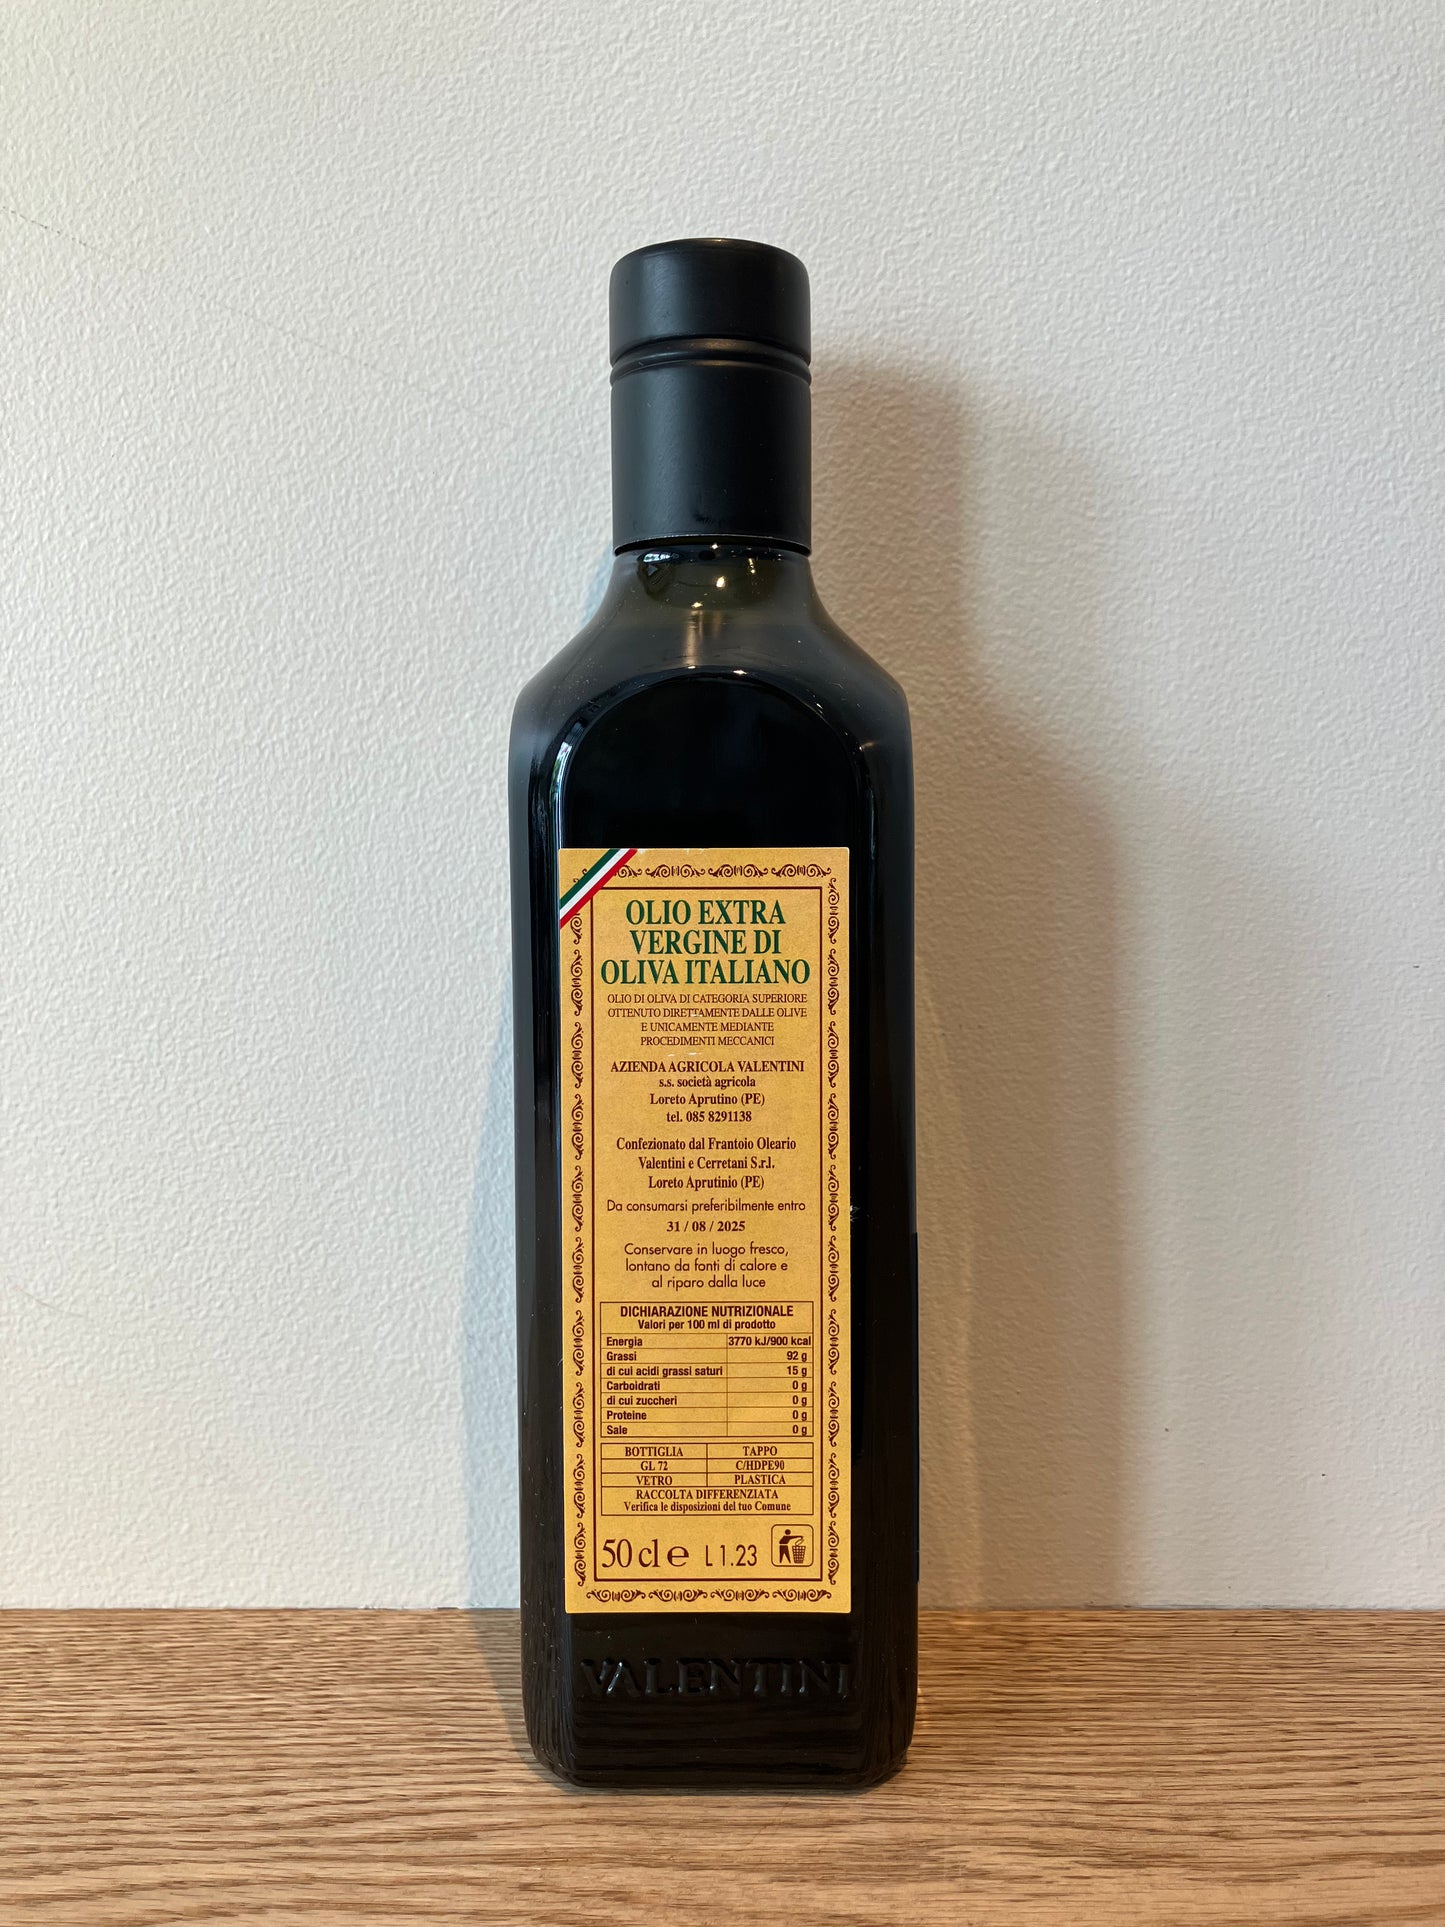 OLIO EXTRA
VERGINE DI
OLIVA ITALIANO
OLIO DI OLIVA DI CATEGORIA SUPERIORE
OTTENUTO DIRETTAMENTE DALLE OLIVE
E UNICAMENTE MEDIANTE
PROCEDIMENTI MECCANICI
AZIENDA AGRICOLA VALENTINI
s.s. società agricola
Loreto Aprutino (PE)
tel. 085 8291138
Confezionato dal Frantoio Oleario
Valentini e Cerretani S.r.l.
Loreto Aprutinio (PE)
Da consumarsi preferibilmente entro
31 / 08 / 2025
Conservare in luogo fresco,
lontano da fonti di calore e
al riparo dalla luce
DICHIARAZIONE NUTRIZIONALE
Valori per 100 ml di prodotto
Energia 3770 kJ/900 kcal
Grassi 92 g
di cui acidi grassi saturi 15 g
Carboidrati 0 g
di cui zuccheri 0 g
Proteine 0 g
Sale 0 g
BOTTIGLIA TAPPO
GL 72 C/HDPE90
VETRO PLASTICA
RACCOLTA DIFFERENZIATA
Verifica le disposizioni del tuo Comune
50 cl e L 1.23
VALENTINI